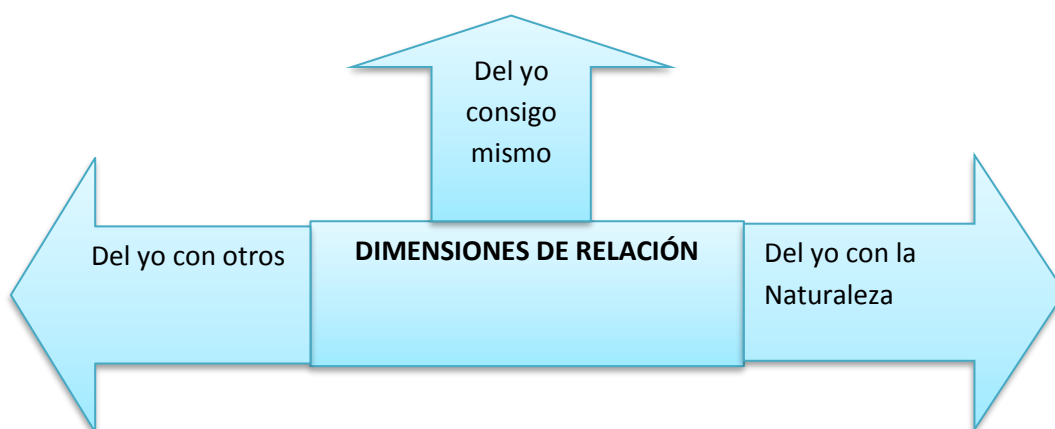 Del yo
consigo
mismo
Del yo con otros
DIMENSIONES DE RELACIÓN
Del yo con la
Naturaleza